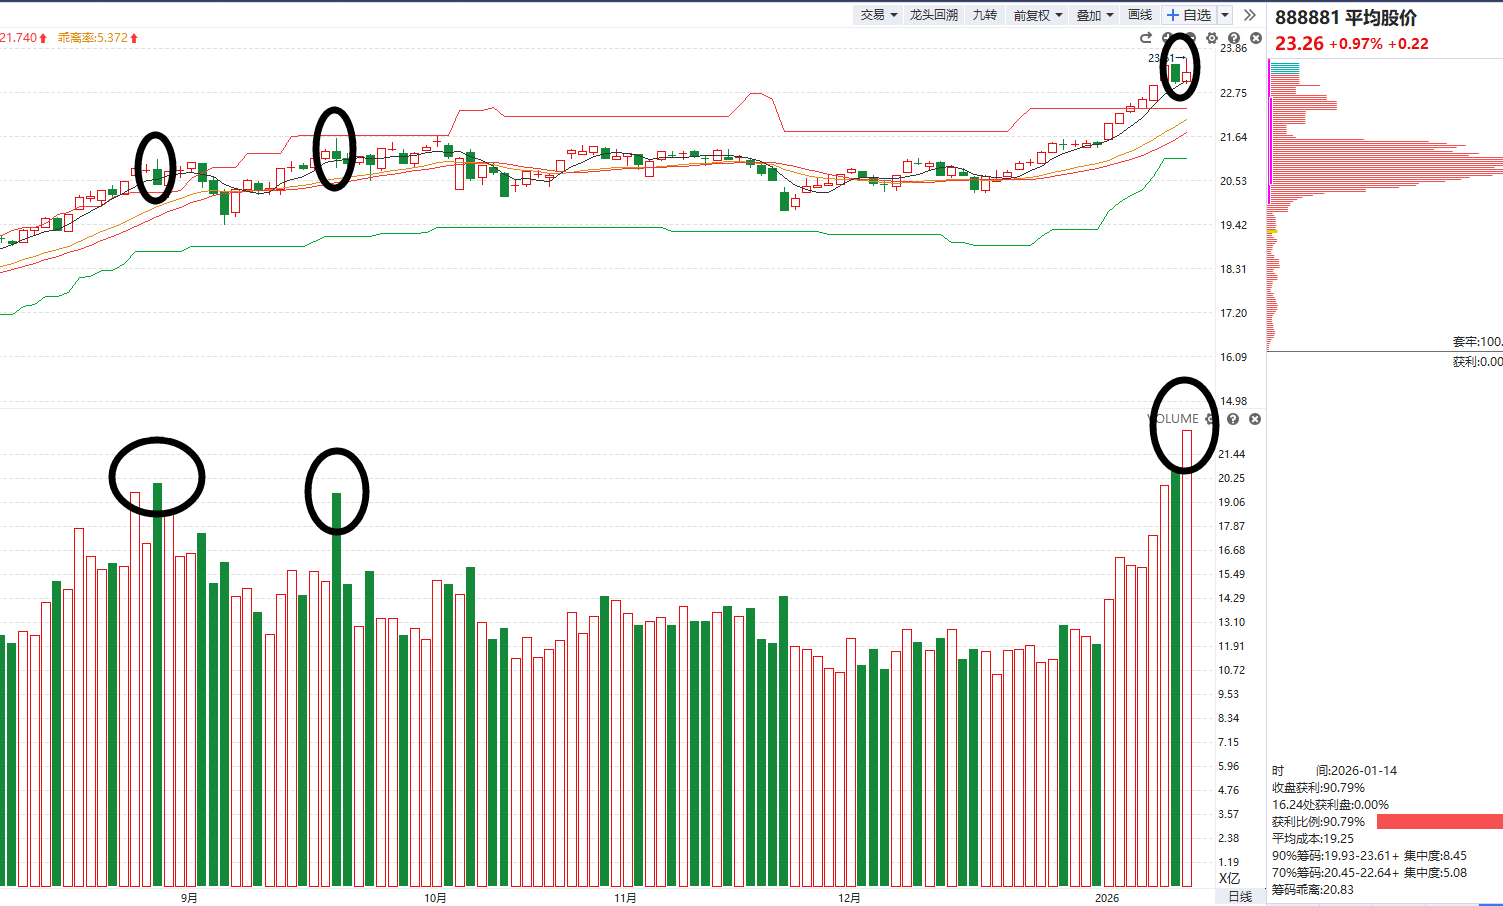 交易 龙头回溯 九转 前复权 叠加 画线 + 自选
888881 平均股价
23.26 +0.97% +0.22
21.740 乖离率:5.372
23.86
22.75
21.64
20.53
19.42
18.31
17.20
16.09
14.98
套牢:100.
获利:0.00
VOLUME
21.44
20.25
19.06
17.87
16.68
15.49
14.29
13.10
11.91
10.72
9.53
8.34
7.15
5.96
4.76
3.57
2.38
1.19
X亿
9月 10月 11月 12月 2026 日线
时 间:2026-01-14
收盘获利:90.79%
16.24处获利盘:0.00%
获利比例:90.79%
平均成本:19.25
90%筹码:19.93-23.61+ 集中度:8.45
70%筹码:20.45-22.64+ 集中度:5.08
筹码乖离:20.83